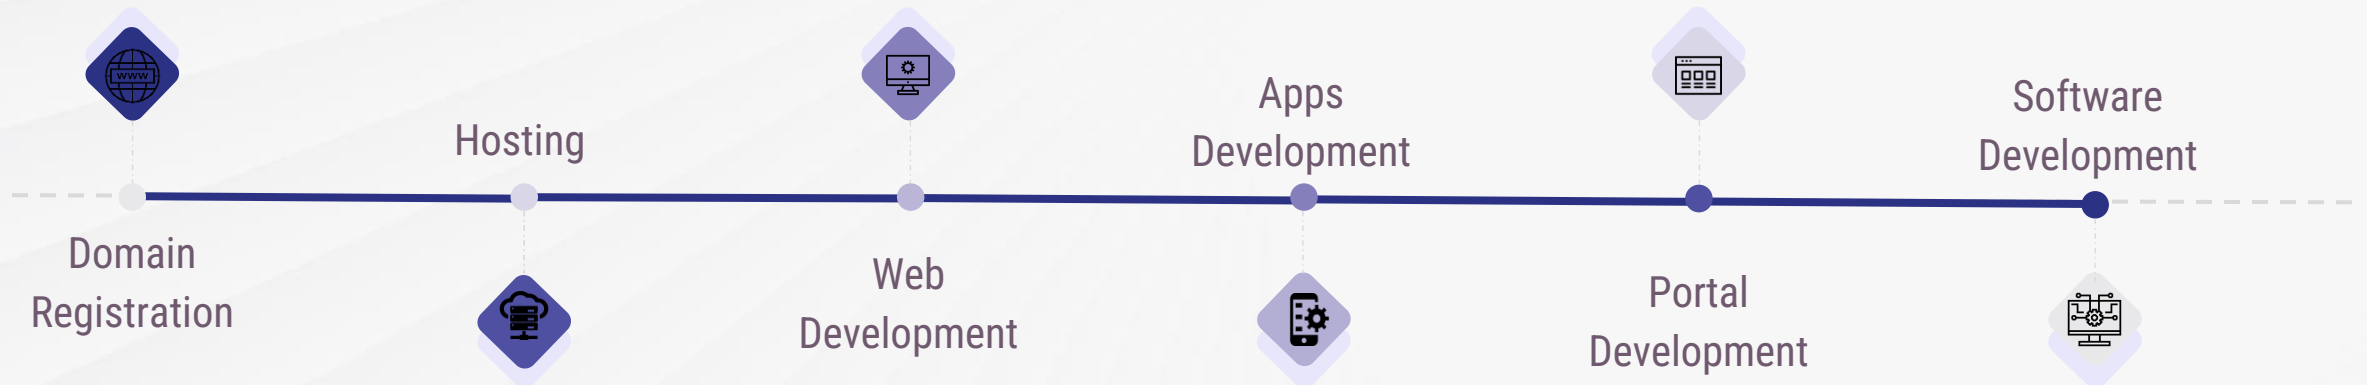 www
Domain
Registration
Hosting
Web
Development
Apps
Development
Portal
Development
Software
Development